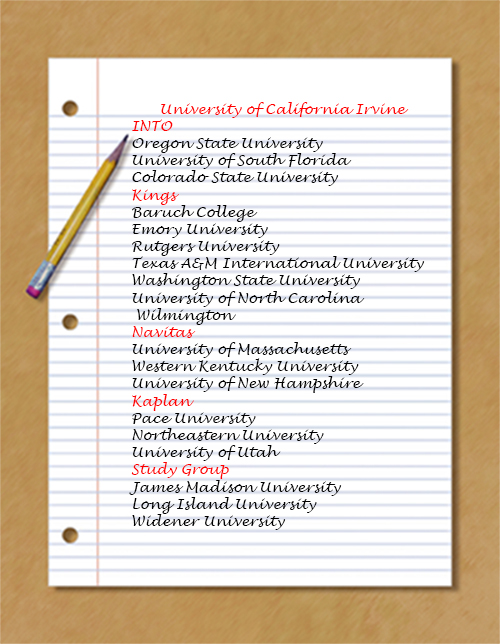 University of California Irvine
INTO
Oregon State University
University of South Florida
Colorado State University
Kings
Baruch College
Emory University
Rutgers University
Texas A&M International University
Washington State University
University of North Carolina
Wilmington
Navitas
University of Massachusetts
Western Kentucky University
University of New Hampshire
Kaplan
Pace University
Northeastern University
University of Utah
Study Group
James Madison University
Long Island University
Widener University